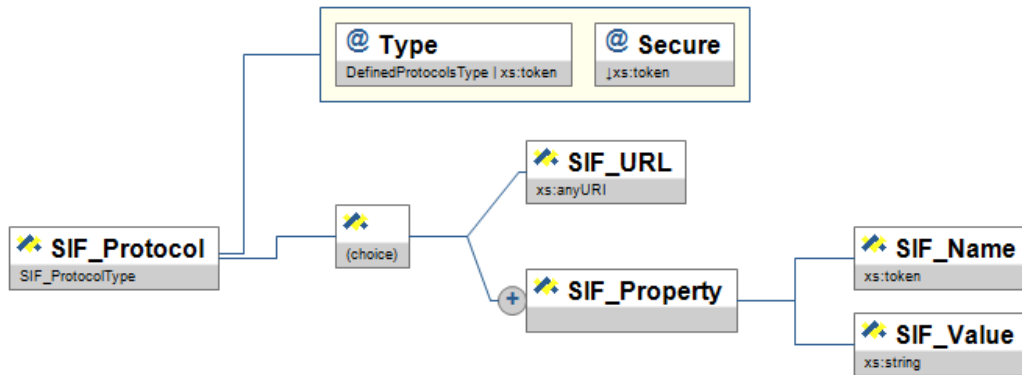 @ Type
DefinedProtocolsType | xs:token
@ Secure
↓xs:token
SIF_URL
xs:anyURI
SIF_Protocol
SIF_ProtocolType
(choice)
+
SIF_Property
SIF_Name
xs:token
SIF_Value
xs:string